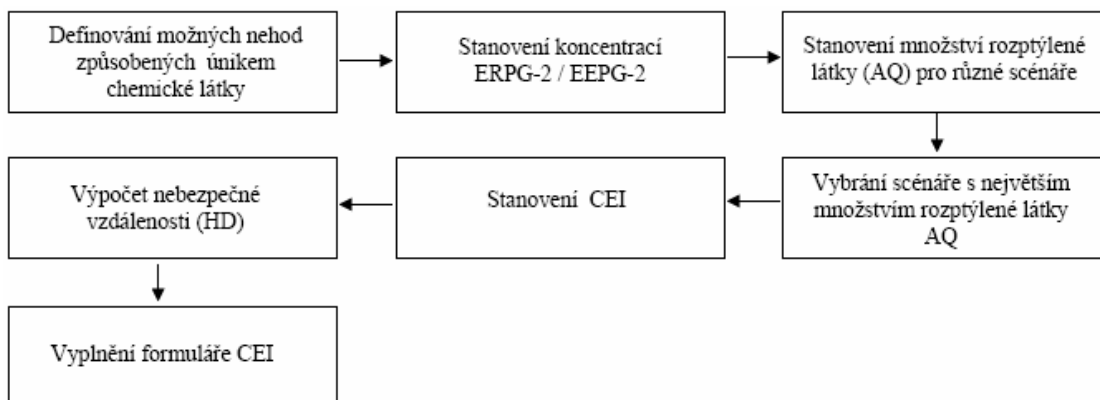 Definování možných nehod
způsobených únikem
chemické látky
Stanovení koncentrací
ERPG-2 / EEPG-2
Stanovení množství rozptýlené
látky (AQ) pro různé scénáře
Vybrání scénáře s největším
množstvím rozptýlené látky
AQ
Stanovení CEI
Výpočet nebezpečné
vzdálenosti (HD)
Vyplnění formuláře CEI